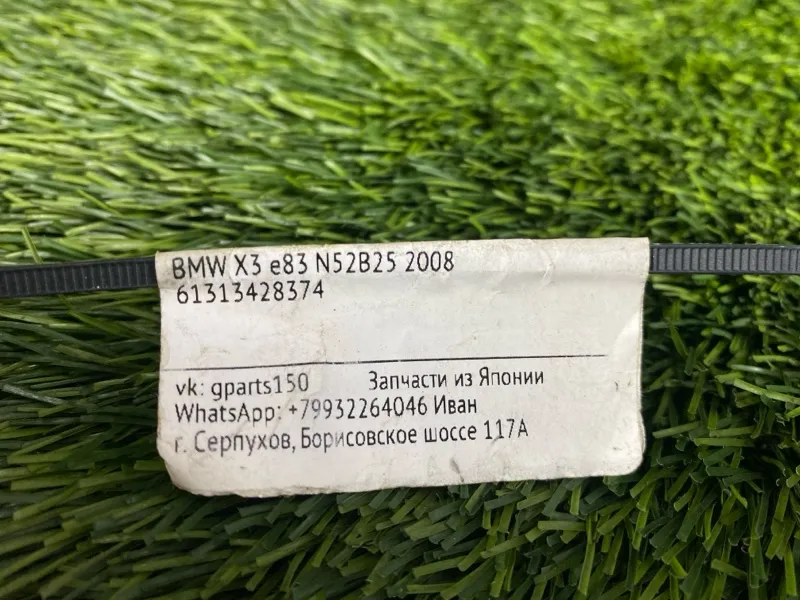 BMW X3 e83 N52B25 2008
61313428374
vk: gparts150 Запчасти из Японии
WhatsApp: +79932264046 Иван
г. Серпухов, Борисовское шоссе 117А